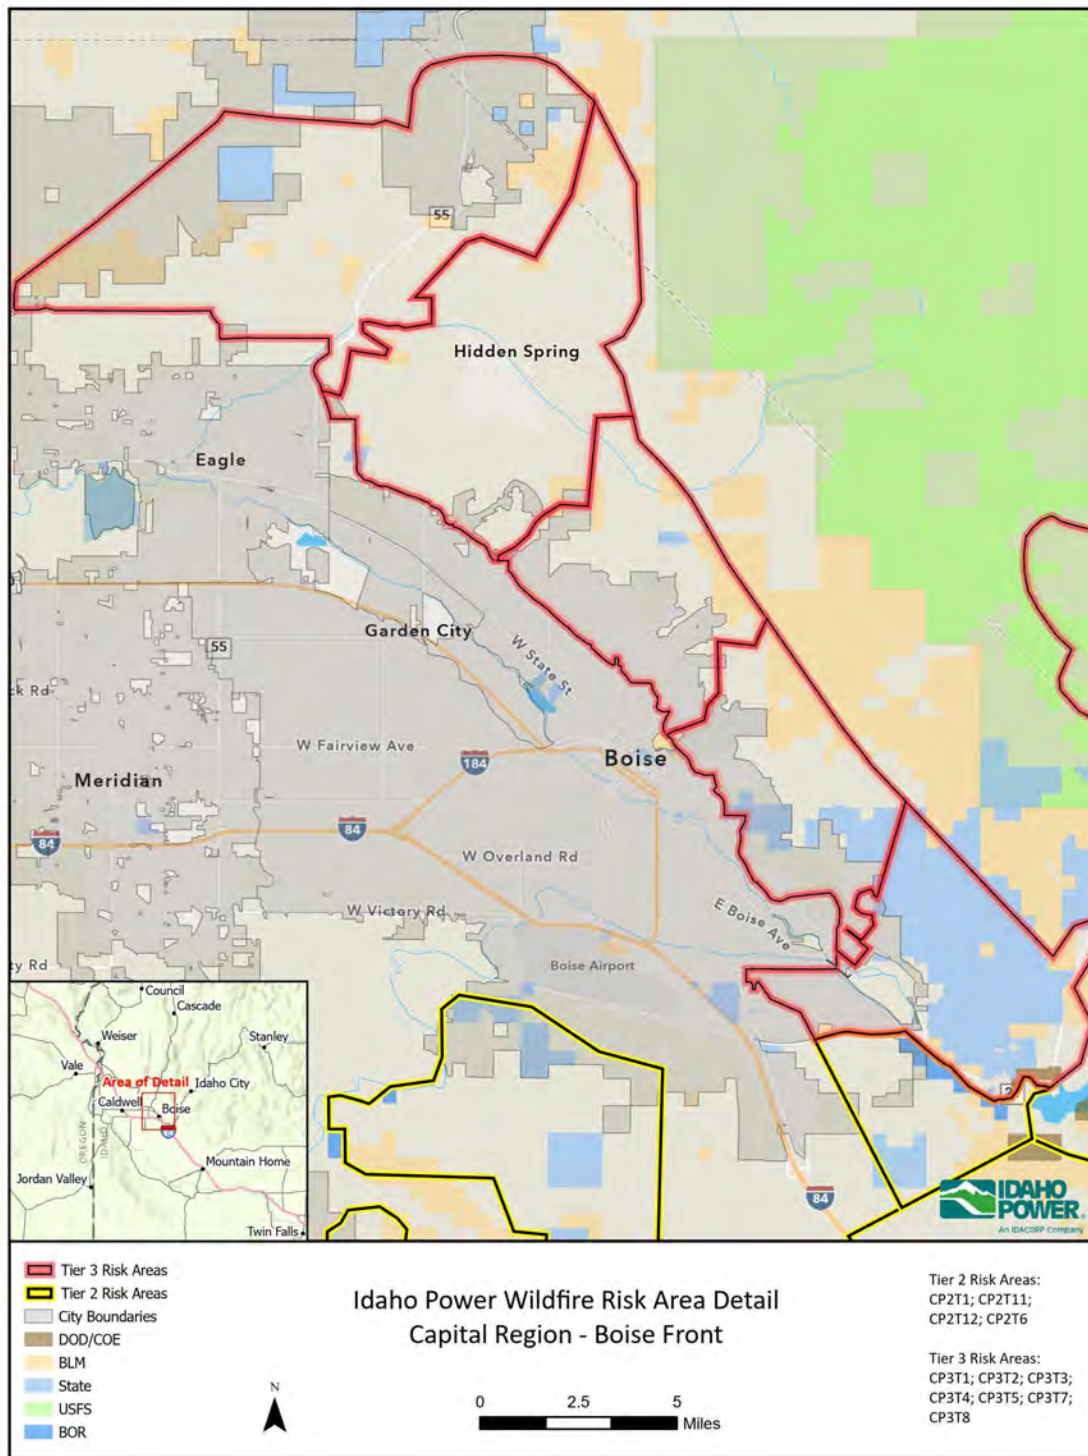 55
Hidden Spring
Eagle
Garden City
55
W State St
ck Rd
W Fairview Ave
184
Boise
Meridian
84
84
W Overland Rd
W Victory Rd
E Boise Ave
ty Rd
Boise Airport
2
84
IDAHO
POWER
An IDACORP Company
Council
Cascade
Weiser
Stanley
Vale
Area of Detail
Idaho City
Caldwell
Boise
OREGON
IDAHO
Mountain Home
Jordan Valley
Twin Falls
Tier 3 Risk Areas
Tier 2 Risk Areas
City Boundaries
DOD/COE
BLM
State
USFS
BOR
Idaho Power Wildfire Risk Area Detail
Capital Region - Boise Front
N
0 2.5 5
Miles
Tier 2 Risk Areas:
CP2T1; CP2T11;
CP2T12; CP2T6
Tier 3 Risk Areas:
CP3T1; CP3T2; CP3T3;
CP3T4; CP3T5; CP3T7;
CP3T8